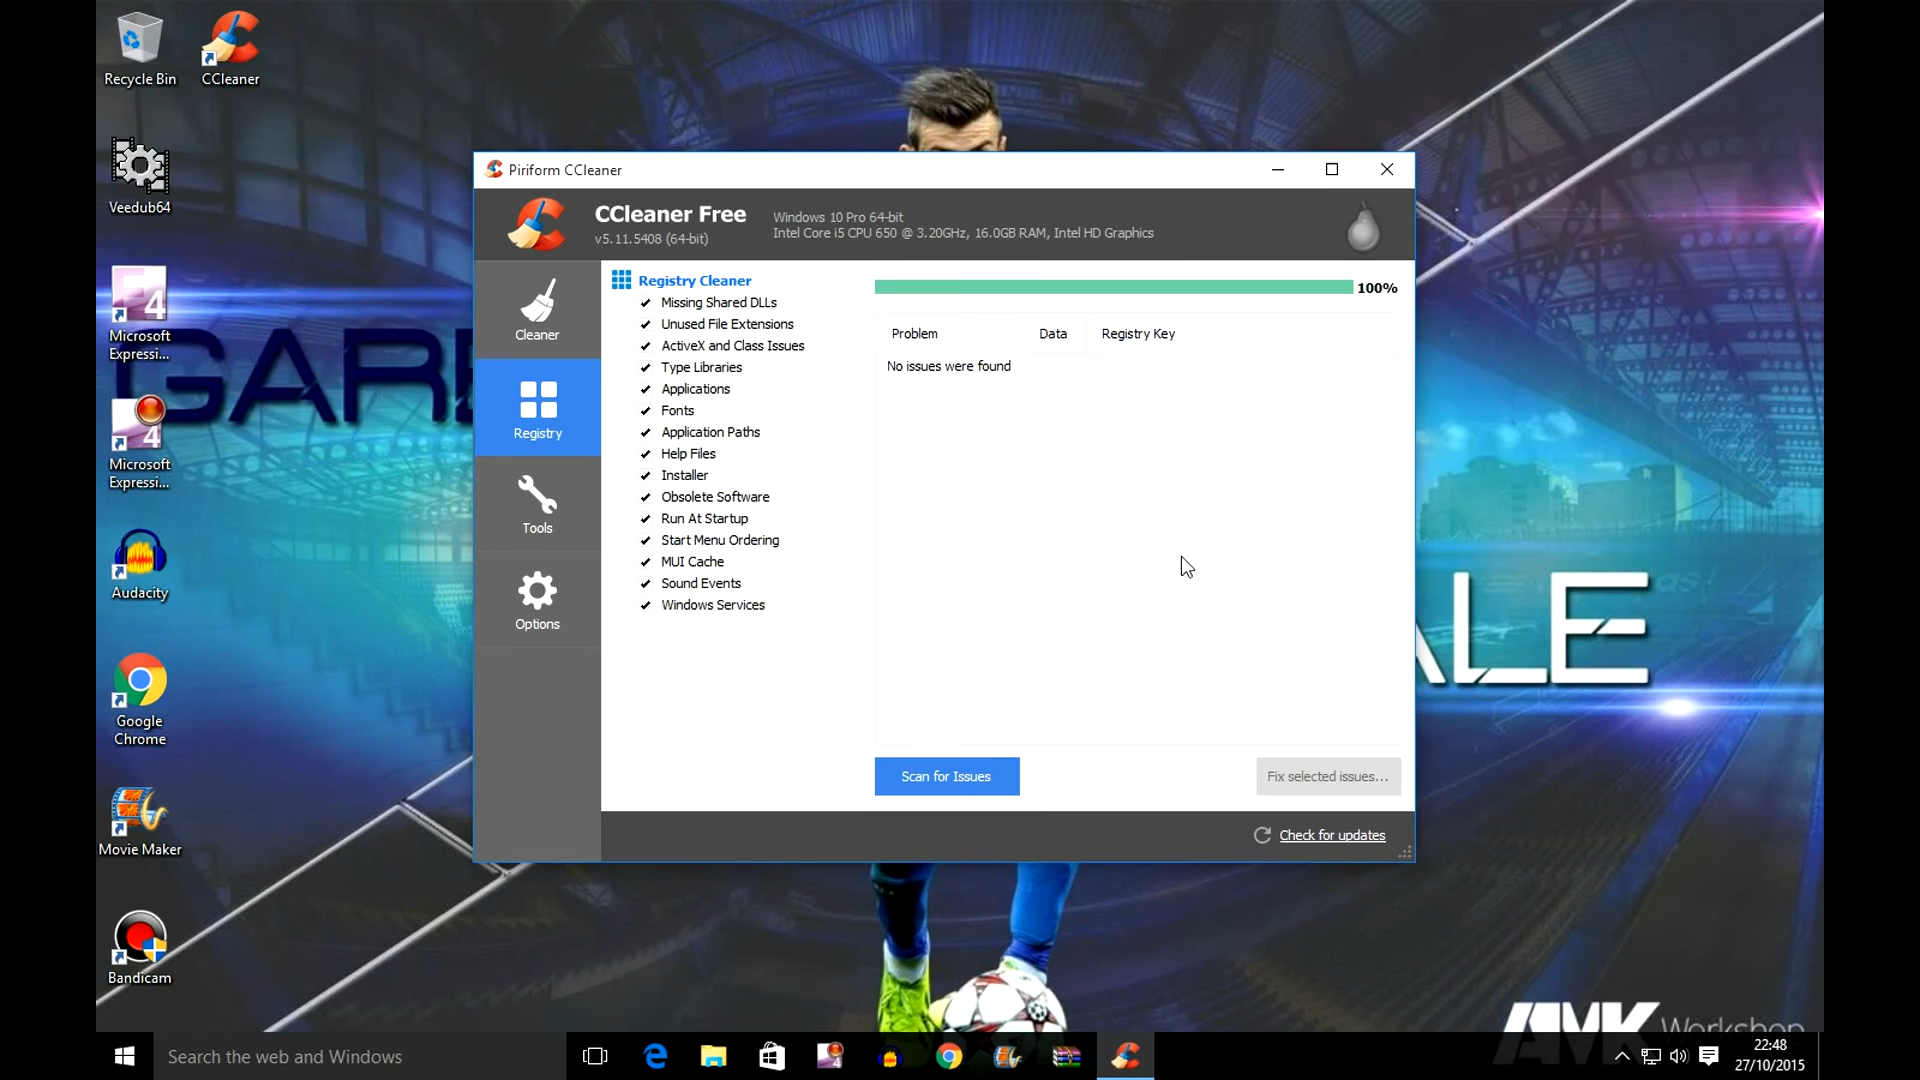 Recycle Bin
CCleaner
Veedub64
Microsoft
Expressi...
Microsoft
Expressi...
Audacity
Google
Chrome
Movie Maker
Bandicam
GARE
ALE
AMK Workshop
Piriform CCleaner
CCleaner Free
v5.11.5408 (64-bit)
Windows 10 Pro 64-bit
Intel Core i5 CPU 650 @ 3.20GHz, 16.0GB RAM, Intel HD Graphics
Cleaner
Registry
Tools
Options
Registry Cleaner
Missing Shared DLLs
Unused File Extensions
ActiveX and Class Issues
Type Libraries
Applications
Fonts
Application Paths
Help Files
Installer
Obsolete Software
Run At Startup
Start Menu Ordering
MUI Cache
Sound Events
Windows Services
100%
Problem Data Registry Key
No issues were found
Scan for Issues
Fix selected issues...
Check for updates
Search the web and Windows
22:48
27/10/2015